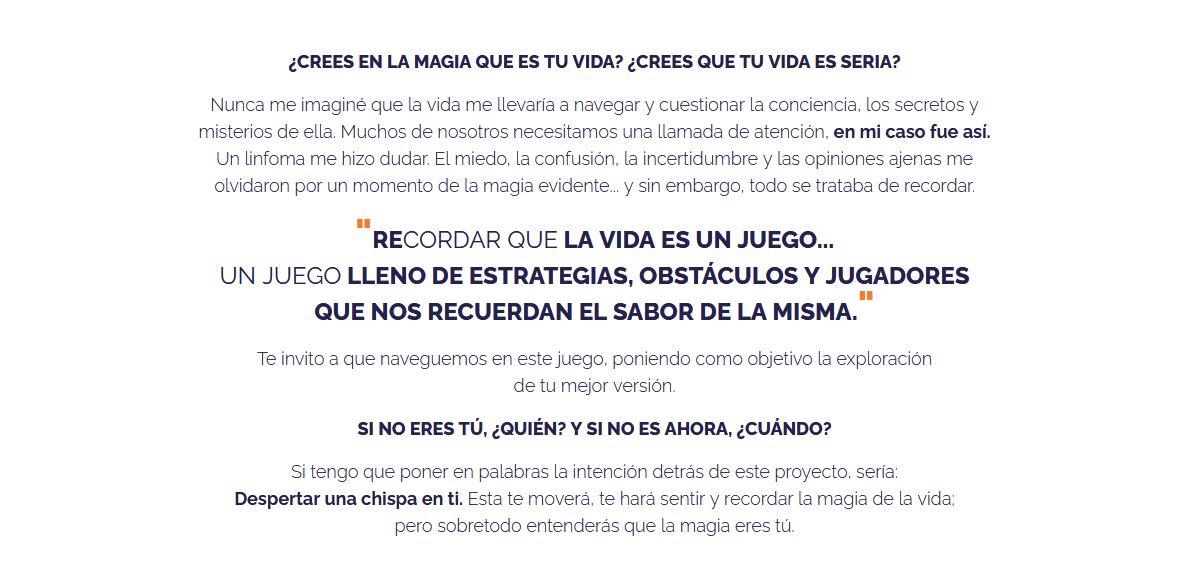 ¿CREES EN LA MAGIA QUE ES TU VIDA? ¿CREES QUE TU VIDA ES SERIA?
Nunca me imaginé que la vida me llevaría a navegar y cuestionar la conciencia, los secretos y
misterios de ella. Muchos de nosotros necesitamos una llamada de atención, en mi caso fue así.
Un linfoma me hizo dudar. El miedo, la confusión, la incertidumbre y las opiniones ajenas me
olvidaron por un momento de la magia evidente... y sin embargo, todo se trataba de recordar.
"RECORDAR QUE LA VIDA ES UN JUEGO...
UN JUEGO LLENO DE ESTRATEGIAS, OBSTÁCULOS Y JUGADORES
QUE NOS RECUERDAN EL SABOR DE LA MISMA."
Te invito a que naveguemos en este juego, poniendo como objetivo la exploración
de tu mejor versión.
SI NO ERES TÚ, ¿QUIÉN? Y SI NO ES AHORA, ¿CUÁNDO?
Si tengo que poner en palabras la intención detrás de este proyecto, sería:
Despertar una chispa en ti. Esta te moverá, te hará sentir y recordar la magia de la vida;
pero sobretodo entenderás que la magia eres tú.